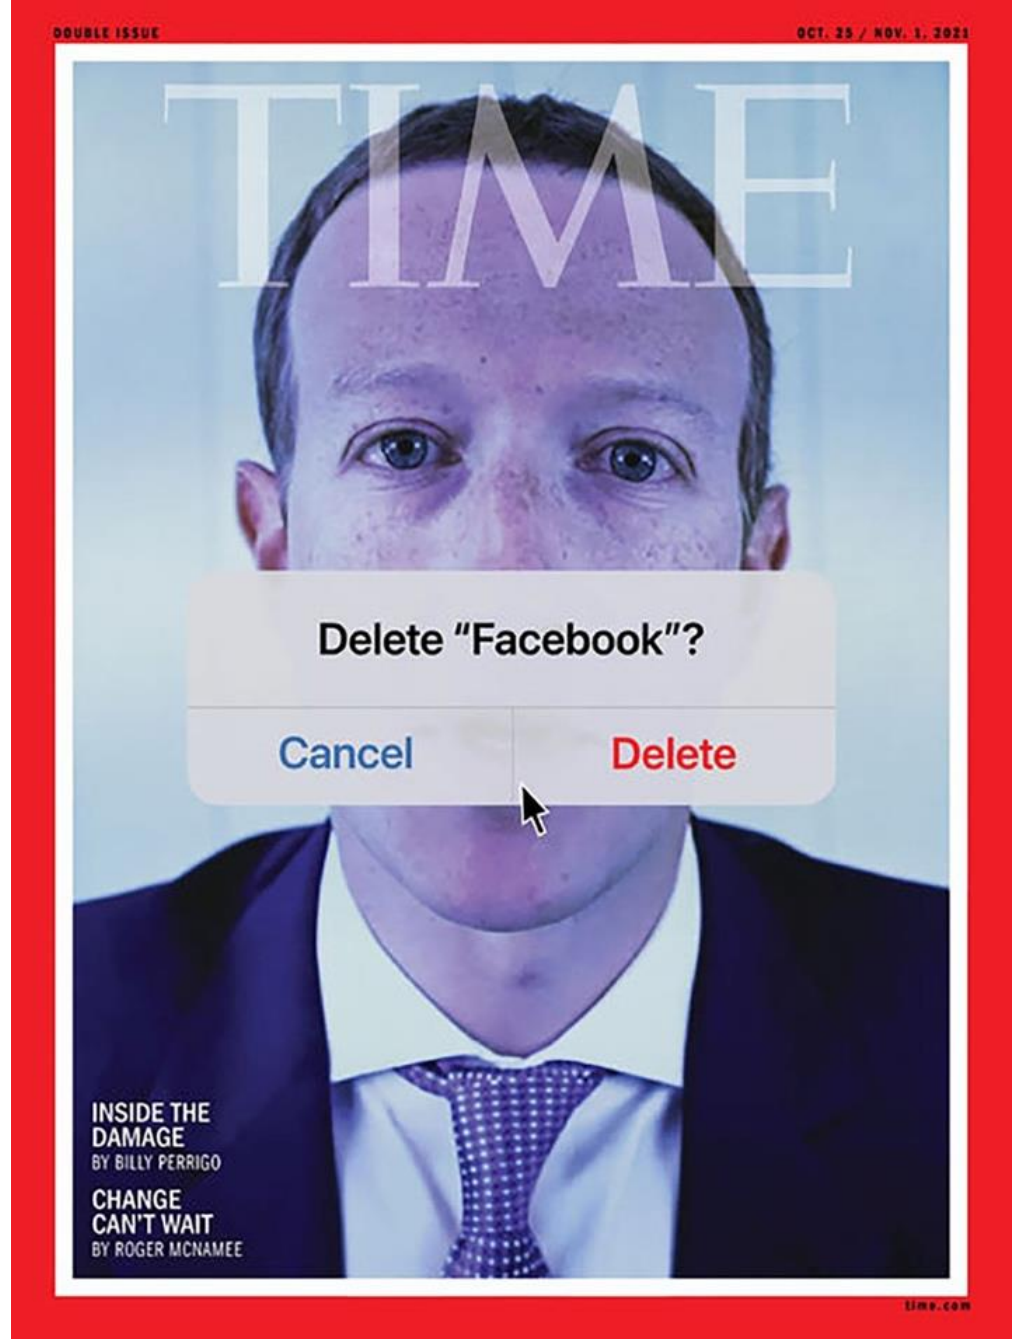 DOUBLE ISSUE
OCT. 25 / NOV. 1, 2021
TIME
Delete “Facebook”?
Cancel
Delete
INSIDE THE
DAMAGE
BY BILLY PERRIGO
CHANGE
CAN'T WAIT
BY ROGER MCNAMEE
time.com